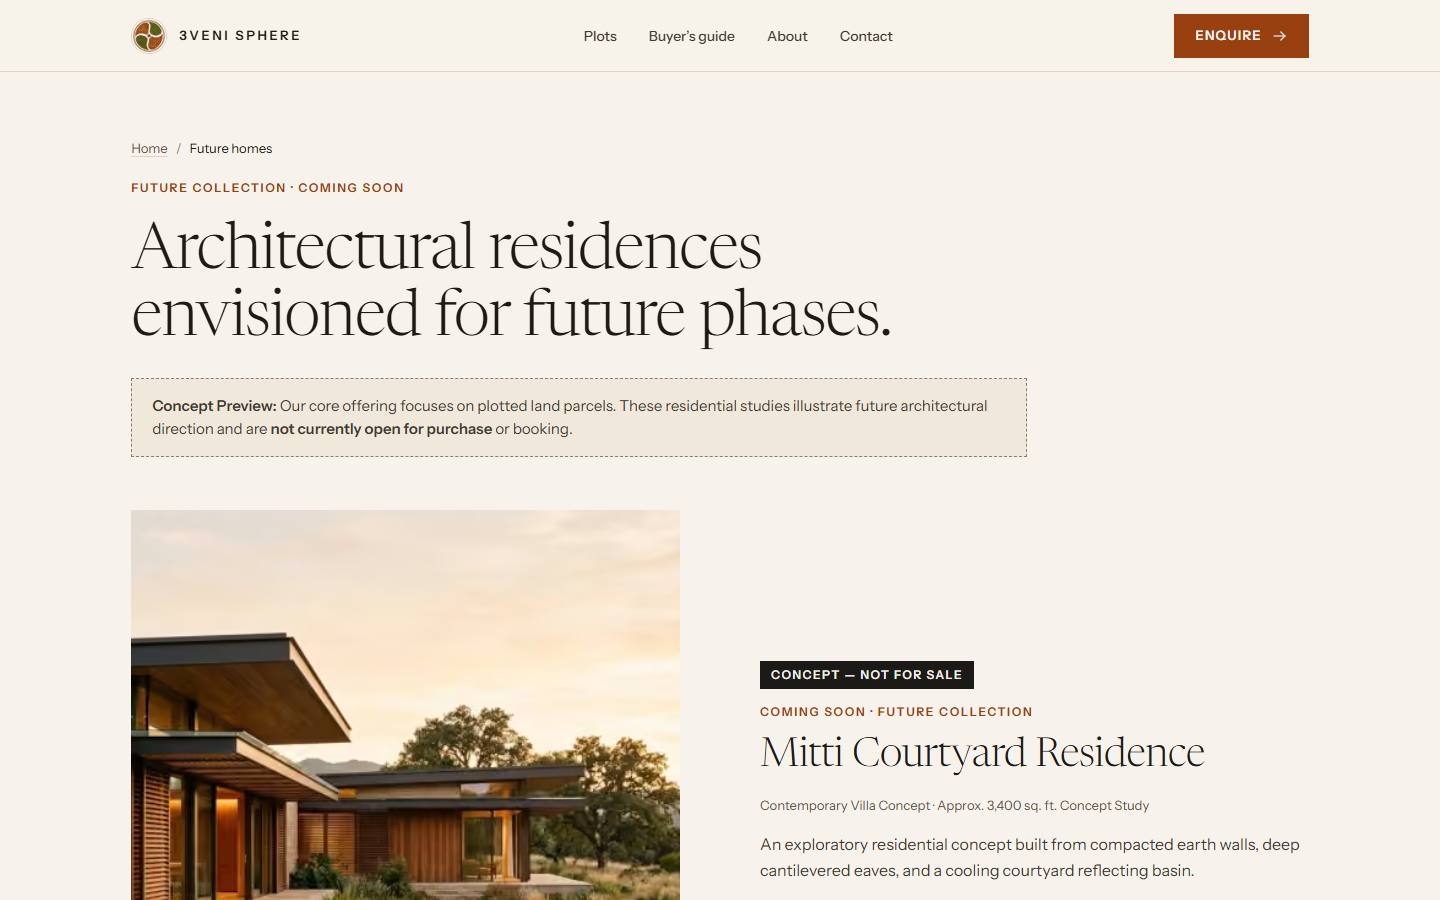 3VENI SPHERE
Plots
Buyer’s guide
About
Contact
ENQUIRE →
Home / Future homes
FUTURE COLLECTION · COMING SOON
Architectural residences
envisioned for future phases.
Concept Preview: Our core offering focuses on plotted land parcels. These residential studies illustrate future architectural
direction and are not currently open for purchase or booking.
CONCEPT — NOT FOR SALE
COMING SOON · FUTURE COLLECTION
Mitti Courtyard Residence
Contemporary Villa Concept · Approx. 3,400 sq. ft. Concept Study
An exploratory residential concept built from compacted earth walls, deep
cantilevered eaves, and a cooling courtyard reflecting basin.